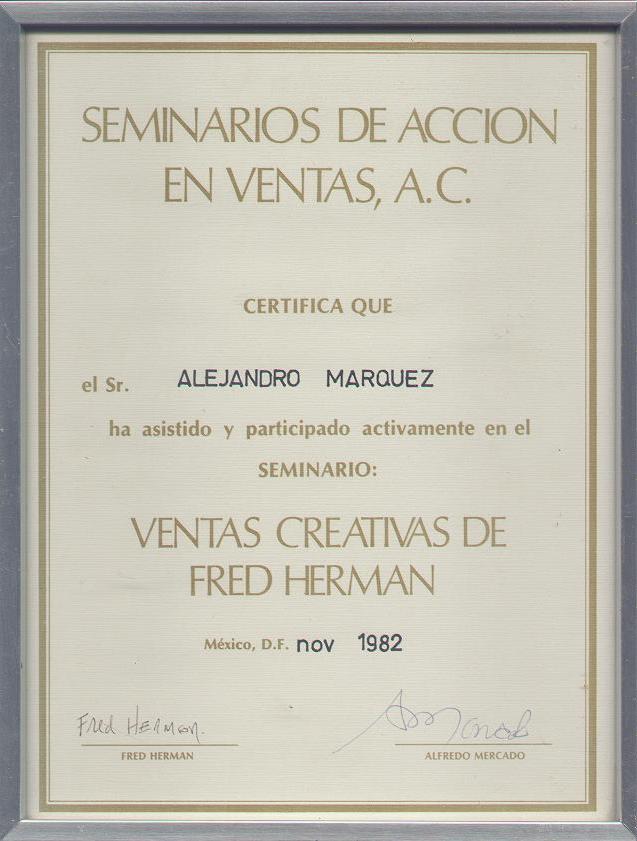 SEMINARIOS DE ACCION
EN VENTAS, A.C.
CERTIFICA QUE
el Sr. ALEJANDRO MARQUEZ
ha asistido y participado activamente en el
SEMINARIO:
VENTAS CREATIVAS DE
FRED HERMAN
México, D.F. nov 1982
Fred Herman.
FRED HERMAN
ALFREDO MERCADO